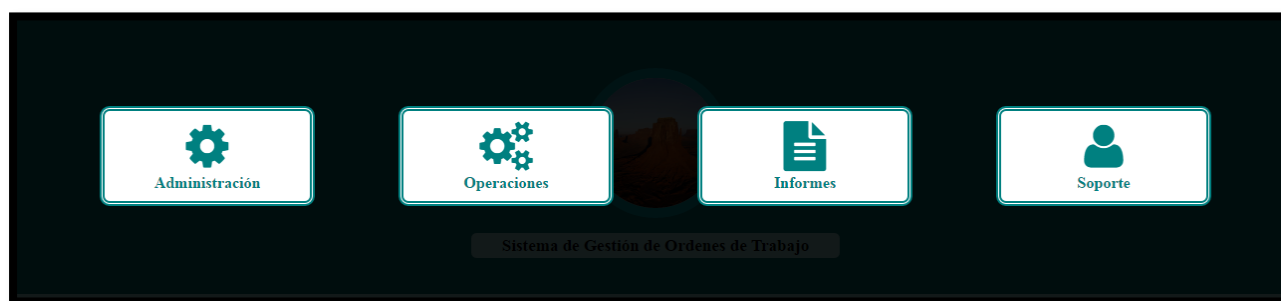 Administración
Operaciones
Informes
Soporte
Sistema de Gestión de Ordenes de Trabajo